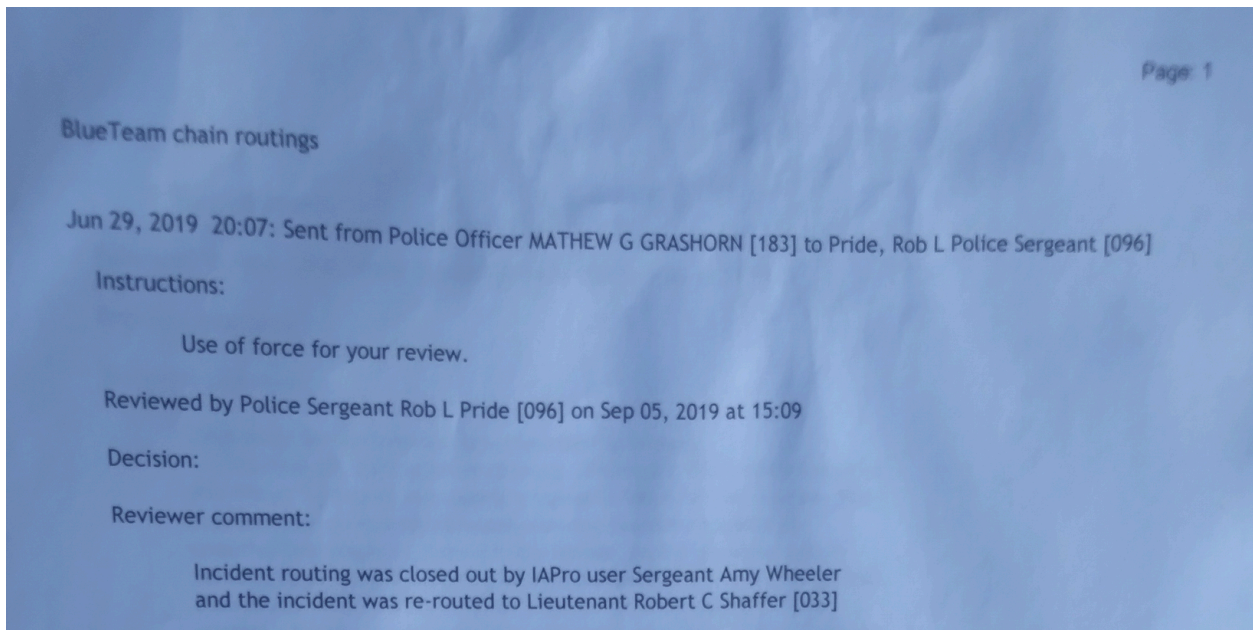 Page: 1
BlueTeam chain routings
Jun 29, 2019 20:07: Sent from Police Officer MATHEW G GRASHORN [183] to Pride, Rob L Police Sergeant [096]
Instructions:
Use of force for your review.
Reviewed by Police Sergeant Rob L Pride [096] on Sep 05, 2019 at 15:09
Decision:
Reviewer comment:
Incident routing was closed out by IAPro user Sergeant Amy Wheeler
and the incident was re-routed to Lieutenant Robert C Shaffer [033]